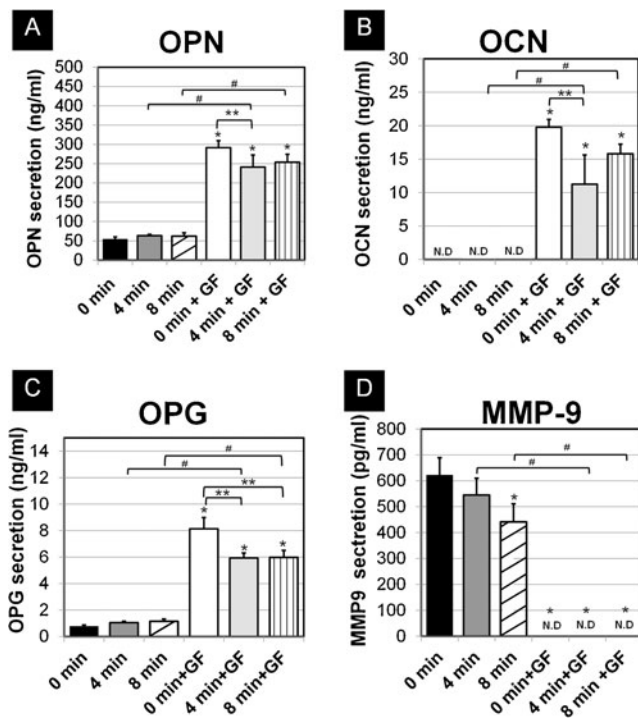 A
OPN
OPN secretion (ng/ml)
500
450
400
350
300
250
200
150
100
50
0
#
#
**
*
*
*
0 min
4 min
8 min
0 min + GF
4 min + GF
8 min + GF
B
OCN
OCN secretion (ng/ml)
30
25
20
15
10
5
0
#
#
**
*
*
*
N.D
N.D
N.D
0 min
4 min
8 min
0 min + GF
4 min + GF
8 min + GF
C
OPG
OPG secretion (ng/ml)
14
12
10
8
6
4
2
0
#
#
**
**
*
*
*
0 min
4 min
8 min
0 min+GF
4 min+GF
8 min+GF
D
MMP-9
MMP9 sectretion (pg/ml)
800
700
600
500
400
300
200
100
0
#
#
*
*
*
*
N.D
N.D
N.D
0 min
4 min
8 min
0 min+GF
4 min+GF
8 min +GF